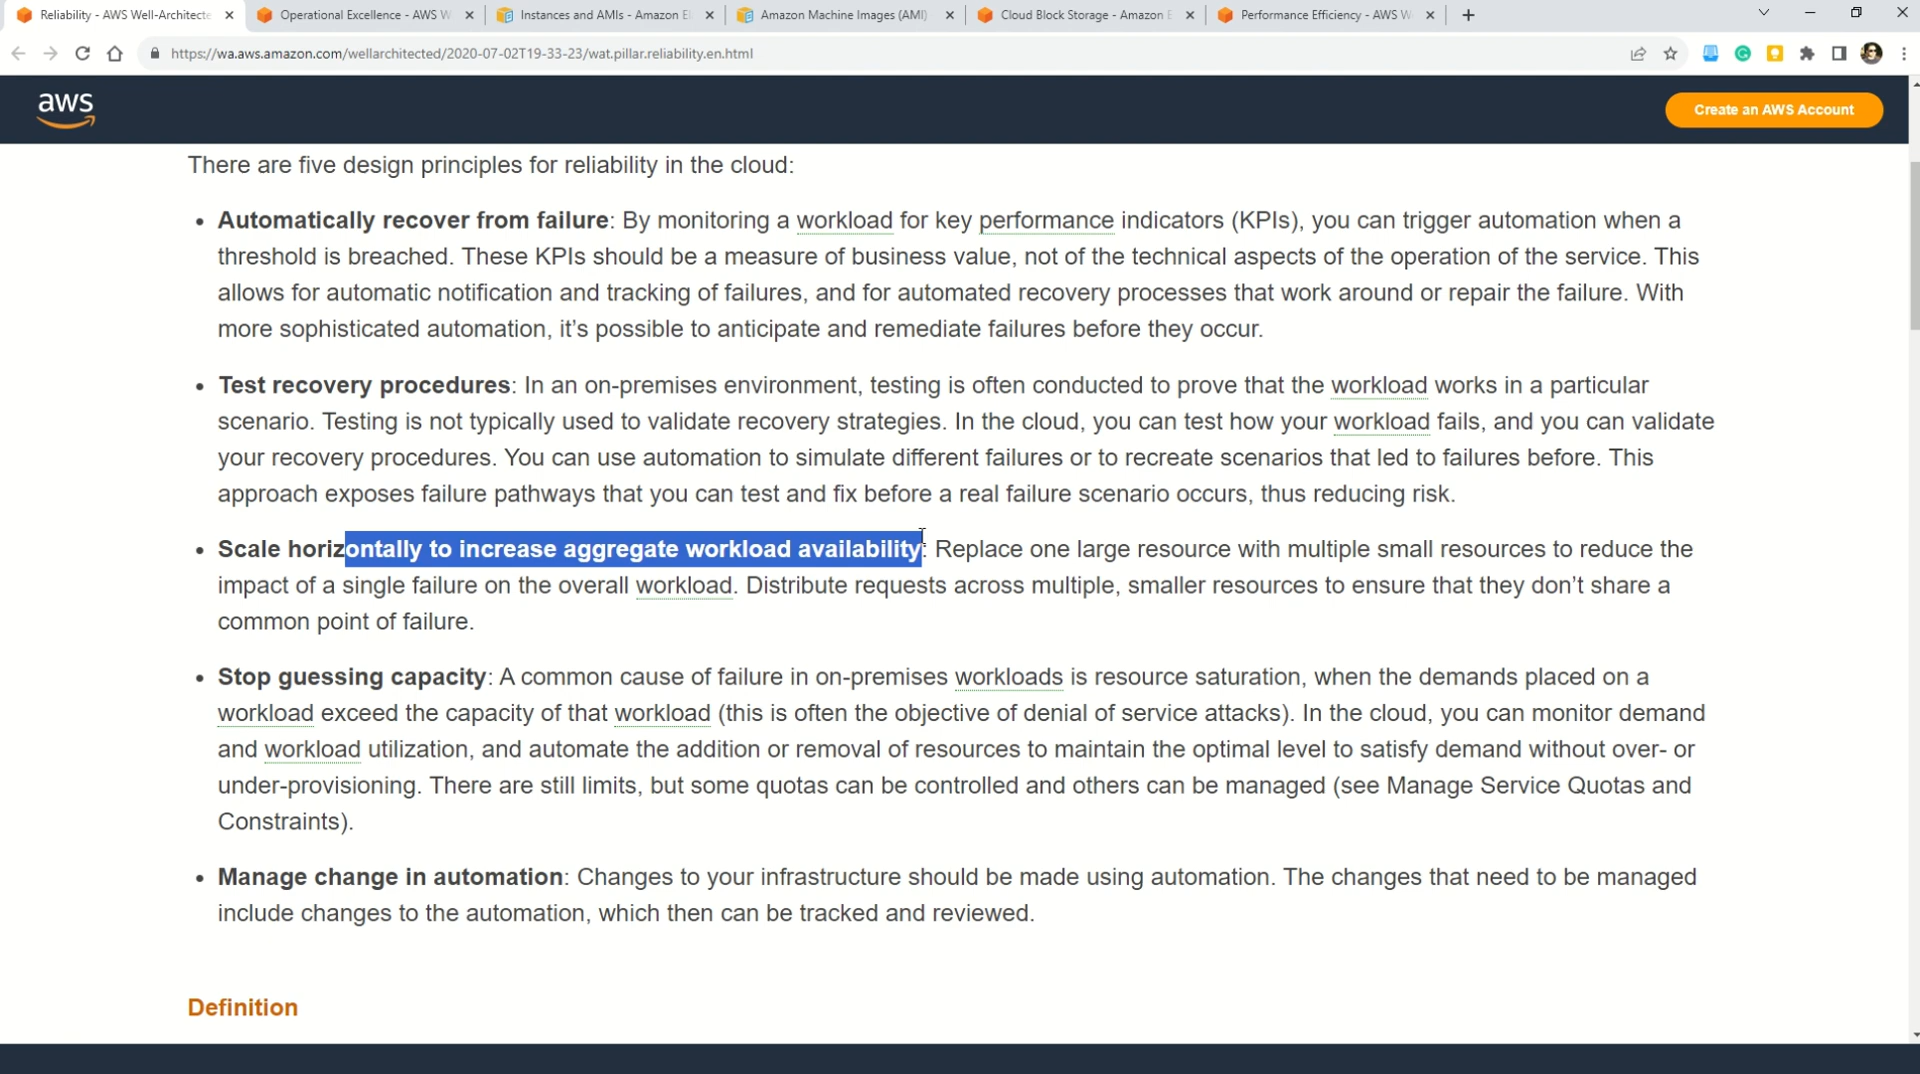 Reliability - AWS Well-Architecte
Operational Excellence - AWS W
Instances and AMIs - Amazon El
Amazon Machine Images (AMI)
Cloud Block Storage - Amazon E
Performance Efficiency - AWS W
https://wa.aws.amazon.com/wellarchitected/2020-07-02T19-33-23/wat.pillar.reliability.en.html
aws
Create an AWS Account
There are five design principles for reliability in the cloud:
• Automatically recover from failure: By monitoring a workload for key performance indicators (KPIs), you can trigger automation when a
threshold is breached. These KPIs should be a measure of business value, not of the technical aspects of the operation of the service. This
allows for automatic notification and tracking of failures, and for automated recovery processes that work around or repair the failure. With
more sophisticated automation, it’s possible to anticipate and remediate failures before they occur.
• Test recovery procedures: In an on-premises environment, testing is often conducted to prove that the workload works in a particular
scenario. Testing is not typically used to validate recovery strategies. In the cloud, you can test how your workload fails, and you can validate
your recovery procedures. You can use automation to simulate different failures or to recreate scenarios that led to failures before. This
approach exposes failure pathways that you can test and fix before a real failure scenario occurs, thus reducing risk.
• Scale horizontally to increase aggregate workload availability: Replace one large resource with multiple small resources to reduce the
impact of a single failure on the overall workload. Distribute requests across multiple, smaller resources to ensure that they don’t share a
common point of failure.
• Stop guessing capacity: A common cause of failure in on-premises workloads is resource saturation, when the demands placed on a
workload exceed the capacity of that workload (this is often the objective of denial of service attacks). In the cloud, you can monitor demand
and workload utilization, and automate the addition or removal of resources to maintain the optimal level to satisfy demand without over- or
under-provisioning. There are still limits, but some quotas can be controlled and others can be managed (see Manage Service Quotas and
Constraints).
• Manage change in automation: Changes to your infrastructure should be made using automation. The changes that need to be managed
include changes to the automation, which then can be tracked and reviewed.
Definition